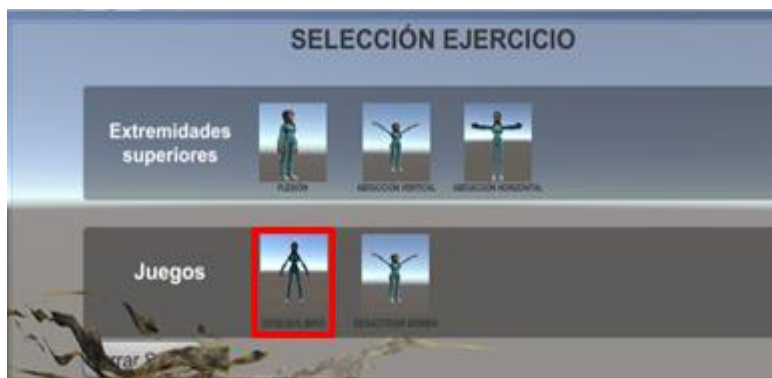 SELECCIÓN EJERCICIO
Extremidades
superiores
FLEXIÓN
ABDUCCIÓN VERTICAL
ABDUCCIÓN HORIZONTAL
Juegos